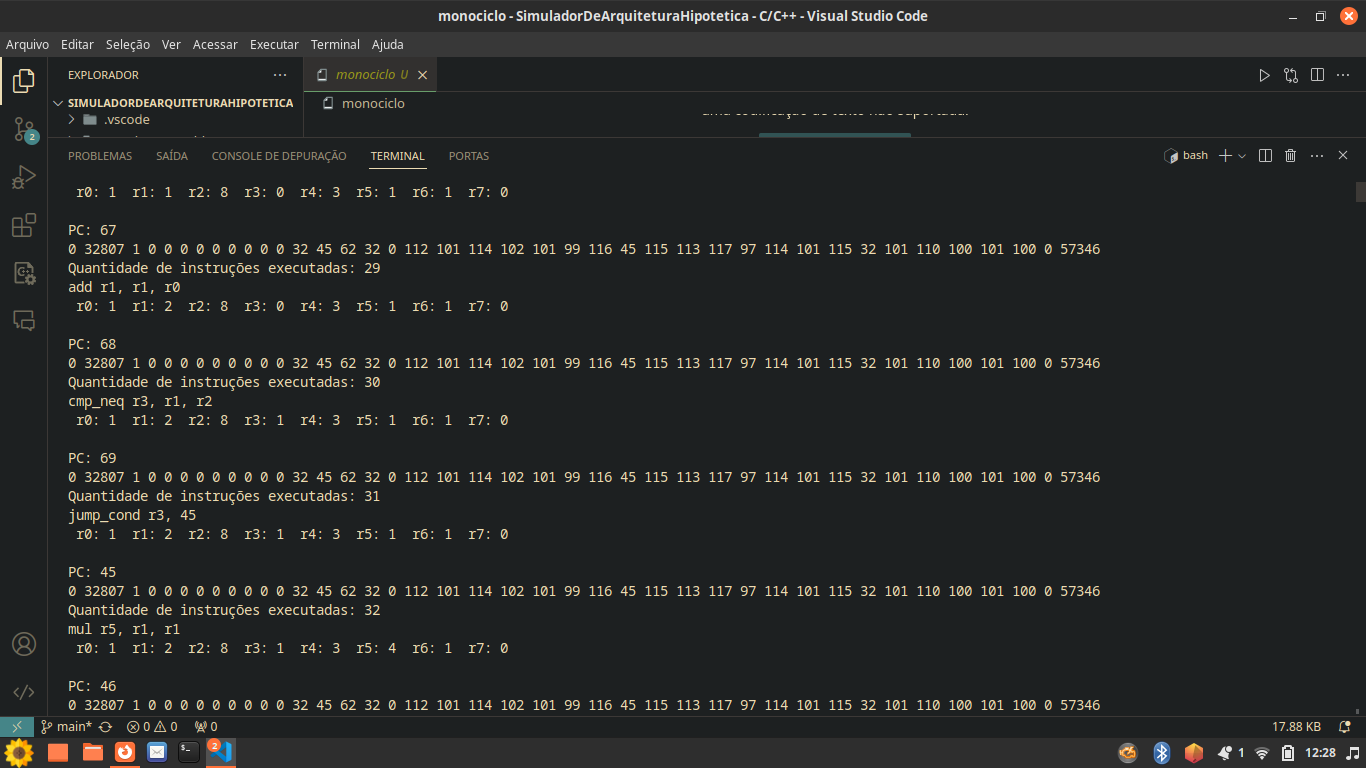 monociclo - SimuladorDeArquiteturaHipotetica - C/C++ - Visual Studio Code
Arquivo Editar Seleção Ver Acessar Executar Terminal Ajuda
EXPLORADOR
monociclo U
SIMULADORDEARQUITETURAHIPOTETICA
monociclo
.vscode
uma codificação de texto não suportada.
2
PROBLEMAS SAÍDA CONSOLE DE DEPURAÇÃO TERMINAL PORTAS
bash
r0: 1 r1: 1 r2: 8 r3: 0 r4: 3 r5: 1 r6: 1 r7: 0
PC: 67
0 32807 1 0 0 0 0 0 0 0 0 0 32 45 62 32 0 112 101 114 102 101 99 116 45 115 113 117 97 114 101 115 32 101 110 100 101 100 0 57346
Quantidade de instruções executadas: 29
add r1, r1, r0
r0: 1 r1: 2 r2: 8 r3: 0 r4: 3 r5: 1 r6: 1 r7: 0
PC: 68
0 32807 1 0 0 0 0 0 0 0 0 0 32 45 62 32 0 112 101 114 102 101 99 116 45 115 113 117 97 114 101 115 32 101 110 100 101 100 0 57346
Quantidade de instruções executadas: 30
cmp_neq r3, r1, r2
r0: 1 r1: 2 r2: 8 r3: 1 r4: 3 r5: 1 r6: 1 r7: 0
PC: 69
0 32807 1 0 0 0 0 0 0 0 0 0 32 45 62 32 0 112 101 114 102 101 99 116 45 115 113 117 97 114 101 115 32 101 110 100 101 100 0 57346
Quantidade de instruções executadas: 31
jump_cond r3, 45
r0: 1 r1: 2 r2: 8 r3: 1 r4: 3 r5: 1 r6: 1 r7: 0
PC: 45
0 32807 1 0 0 0 0 0 0 0 0 0 32 45 62 32 0 112 101 114 102 101 99 116 45 115 113 117 97 114 101 115 32 101 110 100 101 100 0 57346
Quantidade de instruções executadas: 32
mul r5, r1, r1
r0: 1 r1: 2 r2: 8 r3: 1 r4: 3 r5: 4 r6: 1 r7: 0
PC: 46
0 32807 1 0 0 0 0 0 0 0 0 0 32 45 62 32 0 112 101 114 102 101 99 116 45 115 113 117 97 114 101 115 32 101 110 100 101 100 0 57346
main* 0 0 0 17.88 KB
2 1 12:28